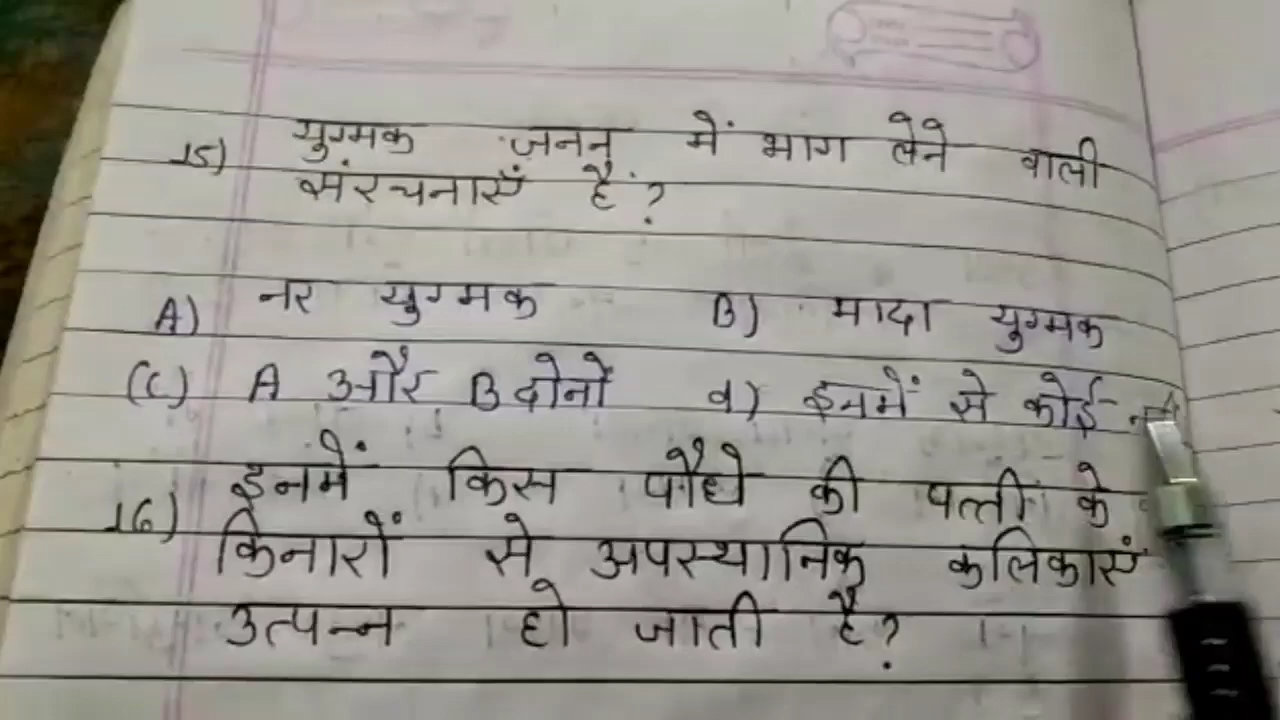 15) युग्मक जनन में भाग लेने वाली
संरचनाएँ हैं?
A) नर युग्मक B) मादा युग्मक
(C) A और B दोनों d) इनमें से कोई
16) इनमें किस पौधे की पत्ती के
किनारों से अपस्थानिक कलिकाएं
उत्पन्न हो जाती है?